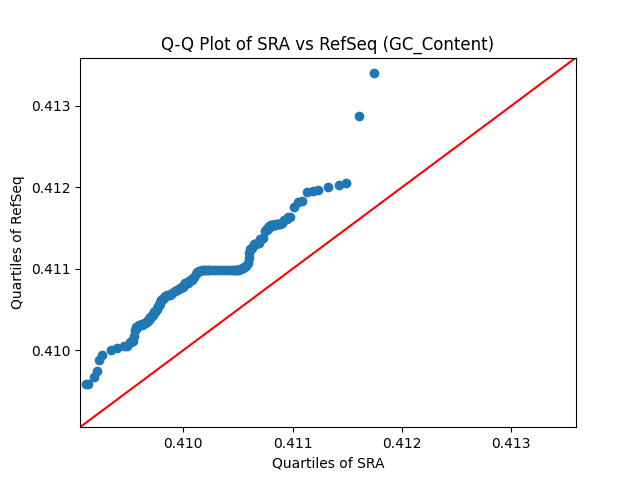 Q-Q Plot of SRA vs RefSeq (GC_Content)
0.413
0.412
0.411
0.410
Quartiles of RefSeq
0.410 0.411 0.412 0.413
Quartiles of SRA